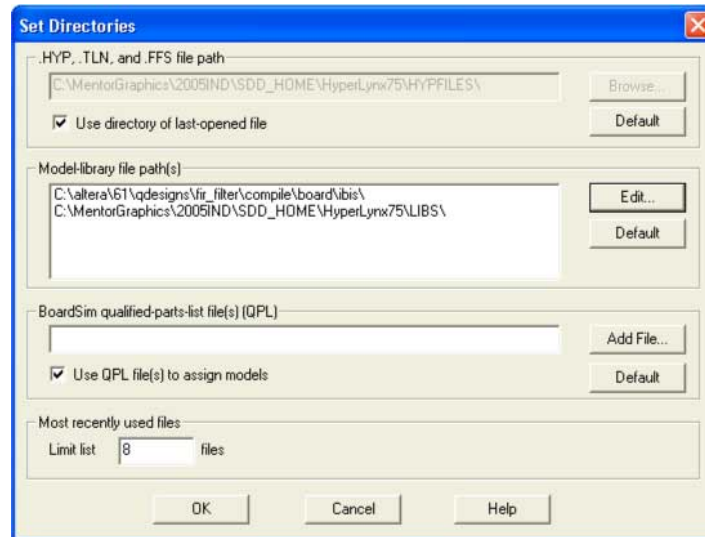 Set Directories
.HYP, .TLN, and .FFS file path
C:\MentorGraphics\2005IND\SDD_HOME\HyperLynx75\HYPFILES\
Browse...
Use directory of last-opened file
Default
Model-library file path(s)
C:\altera\61\qdesigns\fir_filter\compile\board\ibis\
C:\MentorGraphics\2005IND\SDD_HOME\HyperLynx75\LIBS\
Edit...
Default
BoardSim qualified-parts-list file(s) (QPL)
Add File...
Use QPL file(s) to assign models
Default
Most recently used files
Limit list 8 files
OK Cancel Help